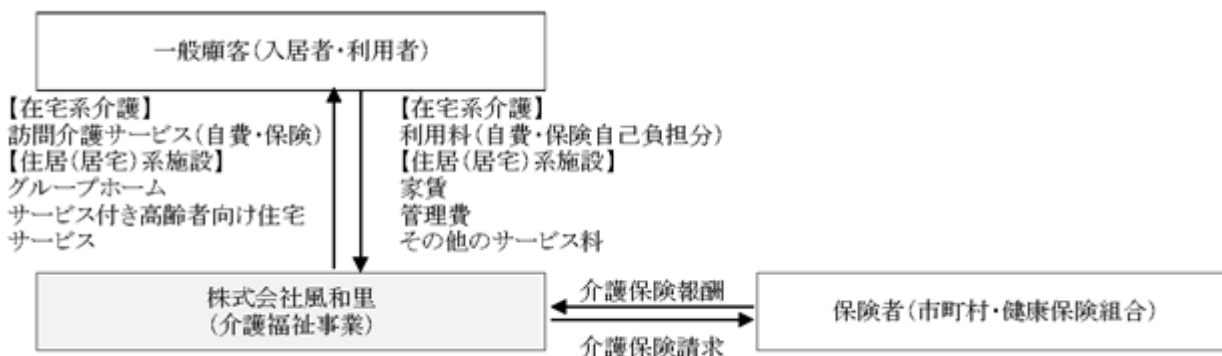 一般顧客(入居者・利用者)
【在宅系介護】
訪問介護サービス(自費・保険)
【住居(居宅)系施設】
グループホーム
サービス付き高齢者向け住宅
サービス
【在宅系介護】
利用料(自費・保険自己負担分)
【住居(居宅)系施設】
家賃
管理費
その他のサービス料
株式会社風和里
(介護福祉事業)
介護保険報酬
介護保険請求
保険者(市町村・健康保険組合)